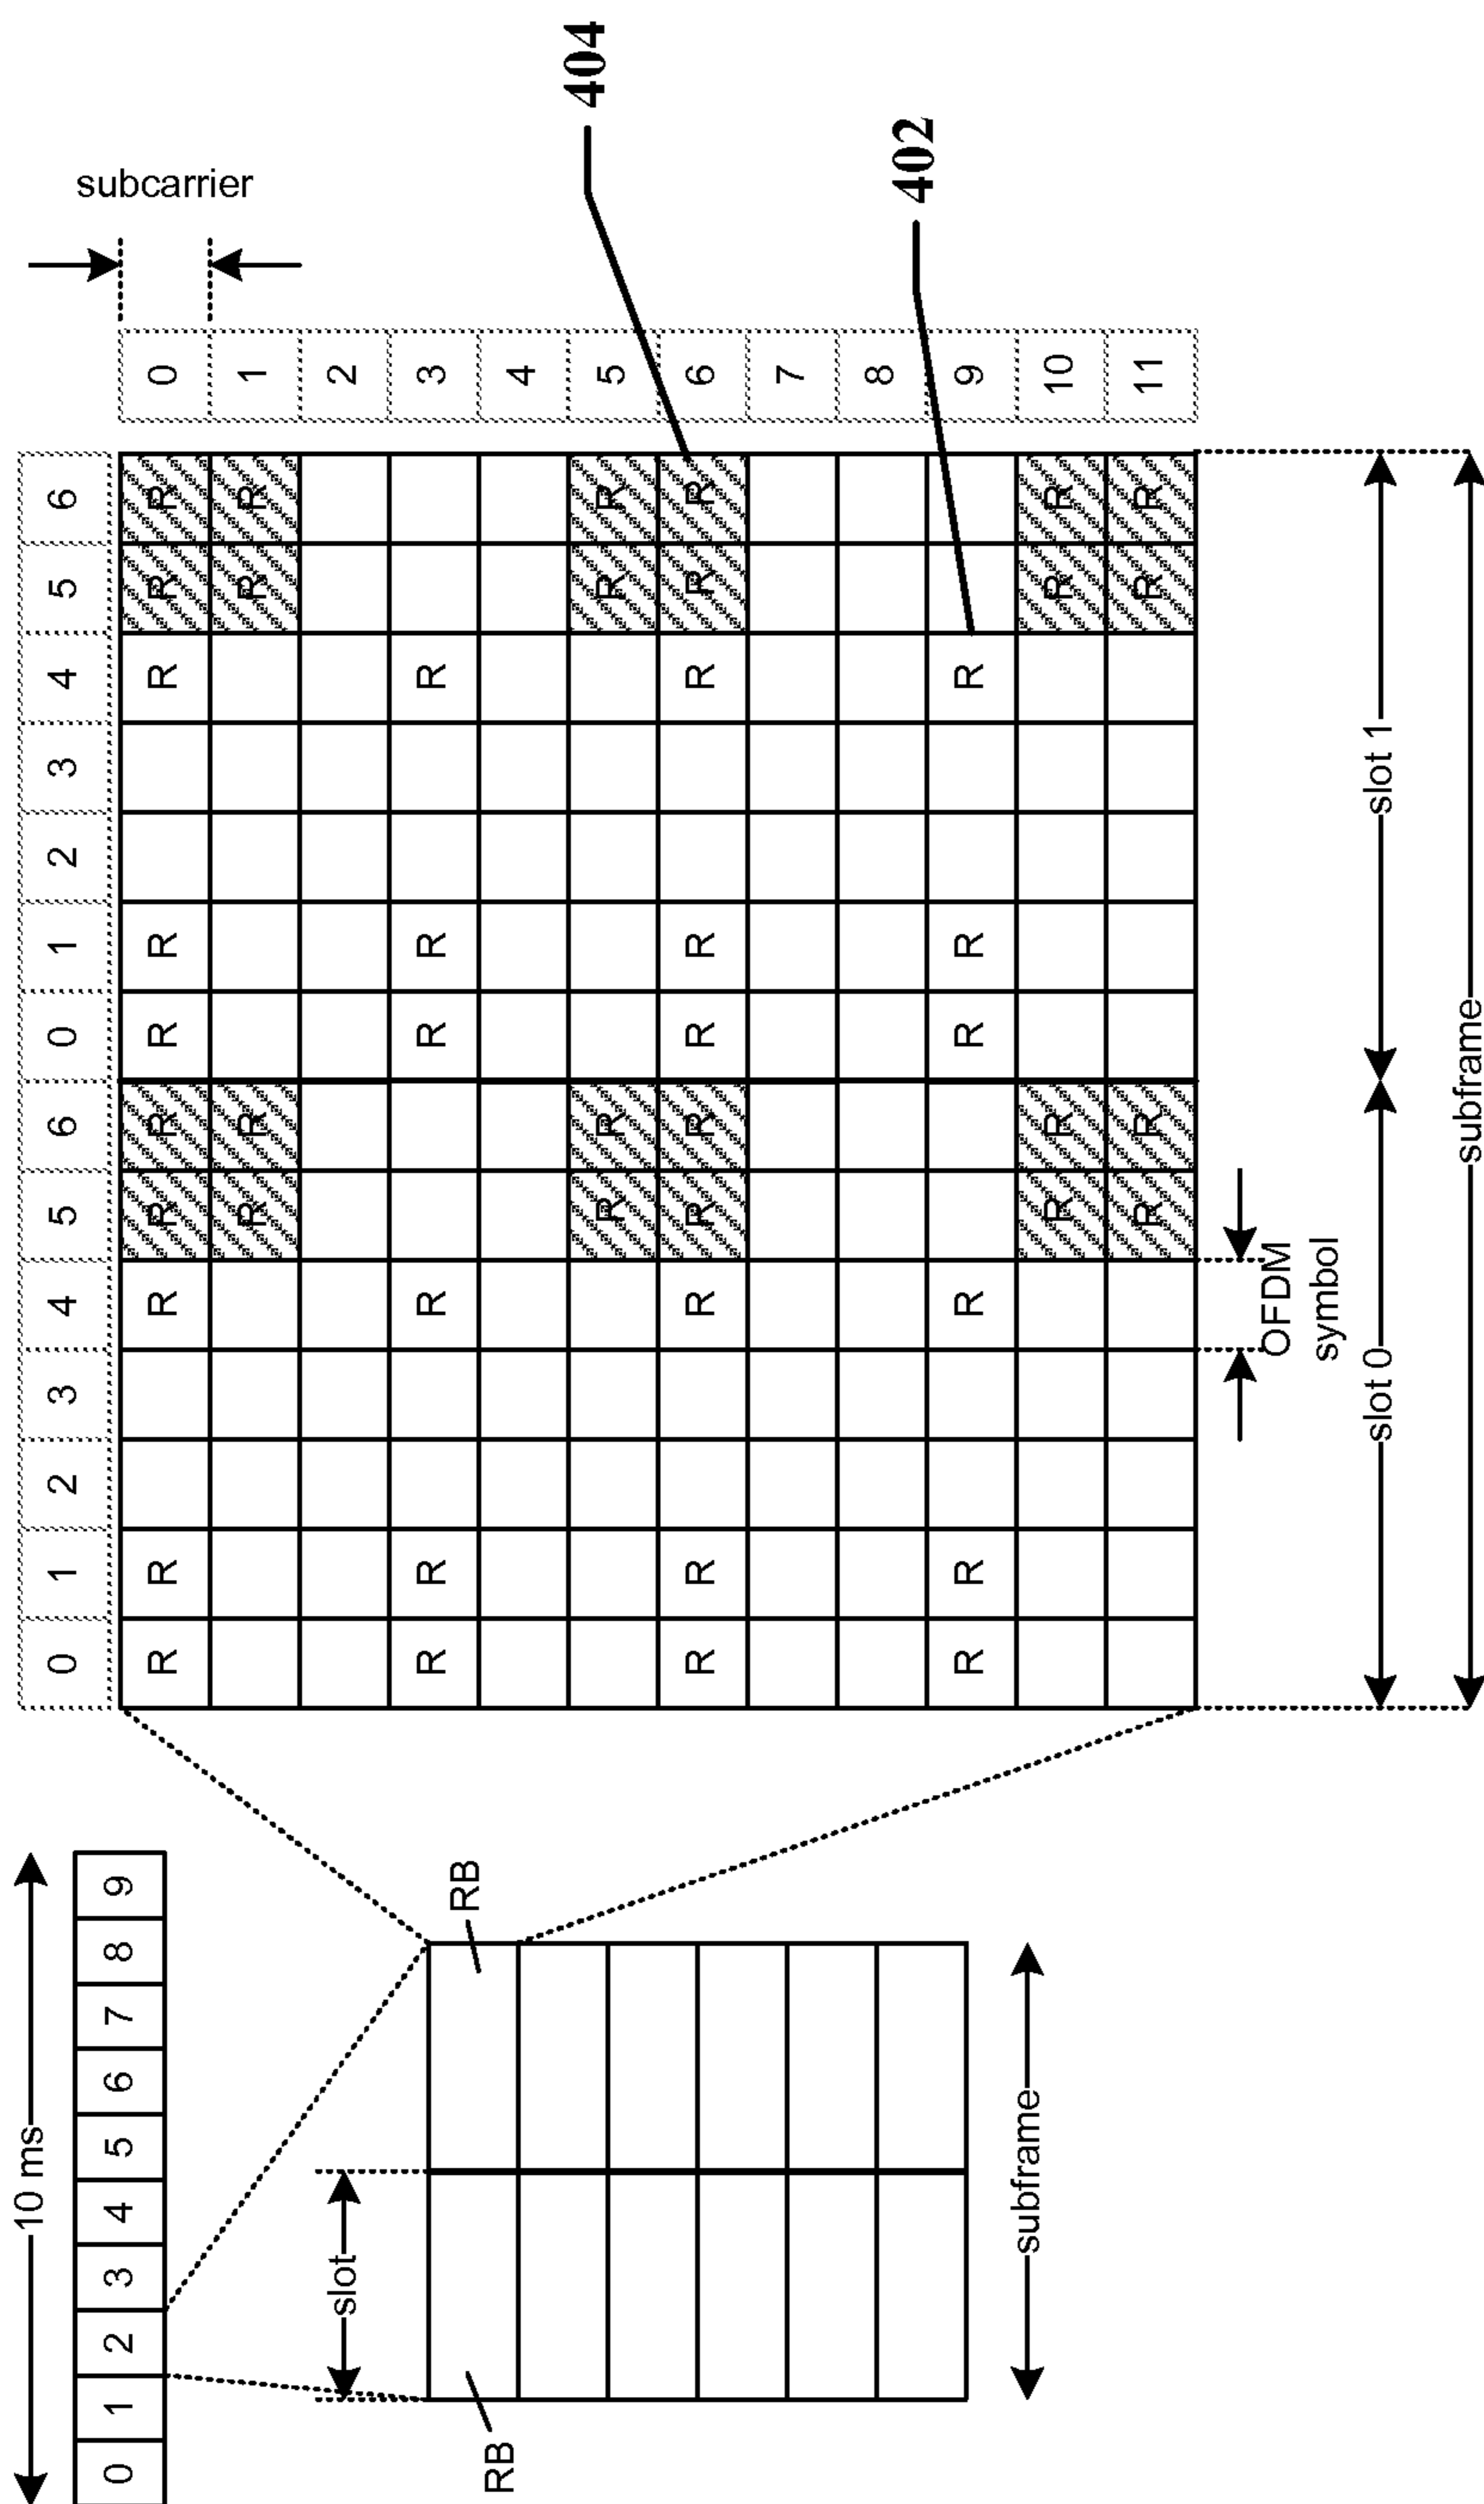 10 ms
0 1 2 3 4 5 6 7 8 9
slot
RB
RB
subframe
0 1 2 3 4 5 6 0 1 2 3 4 5 6
subcarrier
R R R R R R R R R R 0
R R R R 1
2
R R R R R R 3
4
R R R R 5
R R R R R R R R R R 6
7
8
R R R R R R 9
R R R R 10
R R R R 11
404
402
OFDM
symbol
slot 0 slot 1
subframe